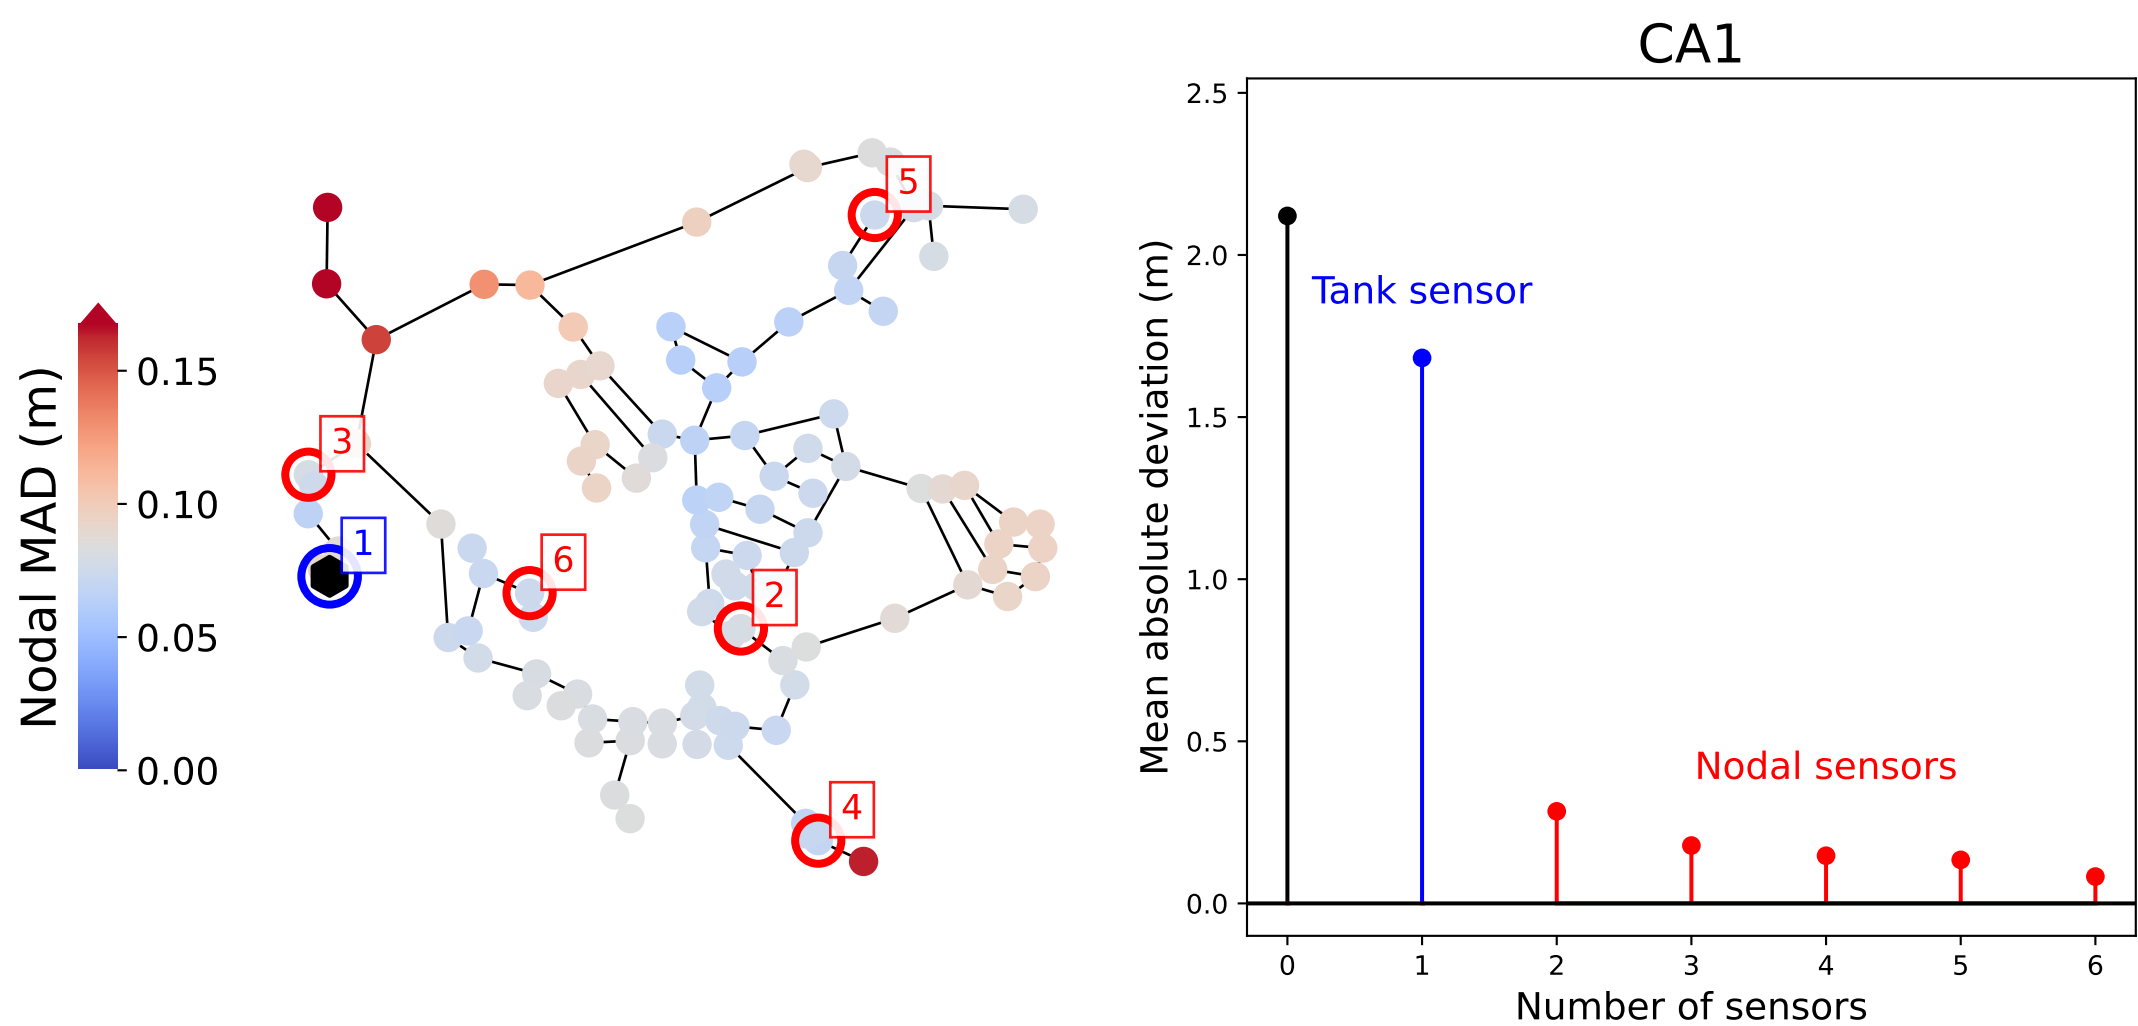 CA1
Nodal MAD (m)
0.15
0.10
0.05
0.00
5
3
1
6
2
4
Mean absolute deviation (m)
2.5
2.0
1.5
1.0
0.5
0.0
Tank sensor
Nodal sensors
0 1 2 3 4 5 6
Number of sensors